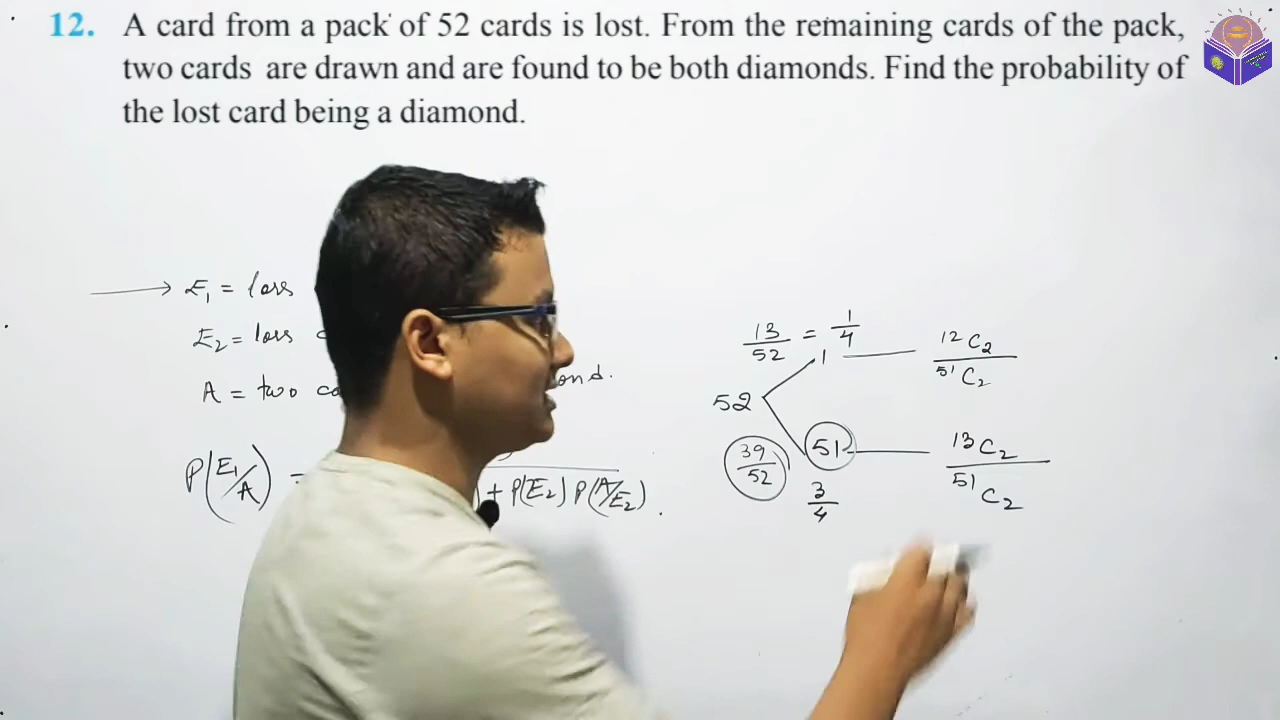 12. A card from a pack of 52 cards is lost. From the remaining cards of the pack,
two cards are drawn and are found to be both diamonds. Find the probability of
the lost card being a diamond.
E₁ = loss
E₂ = loss
A = two ond.
P(E₁/A) = + P(E₂) P(A/E₂).
13/52 = 1/4
1
¹²C₂/⁵¹C₂
52
39/52
51
¹³C₂/⁵¹C₂
3/4